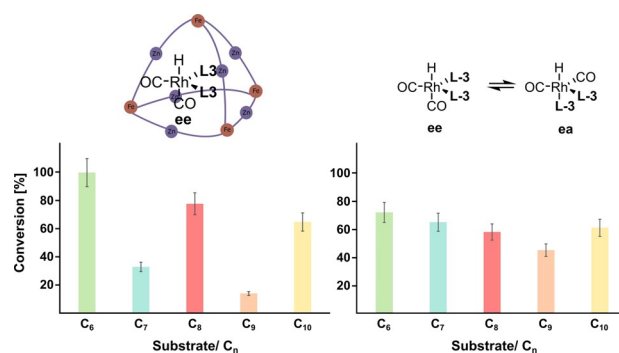 Fe
Zn
Zn
H
L3
OC
Rh
Zn
L3
Zn
CO
Fe
Fe
ee
Zn
Zn
Fe
H
L-3
OC
Rh
L-3
CO
ee
H
CO
OC
Rh
L-3
L-3
ea
Conversion [%]
100
80
60
40
20
C6 C7 C8 C9 C10
Substrate/ Cn
100
80
60
40
20
C6 C7 C8 C9 C10
Substrate/ Cn